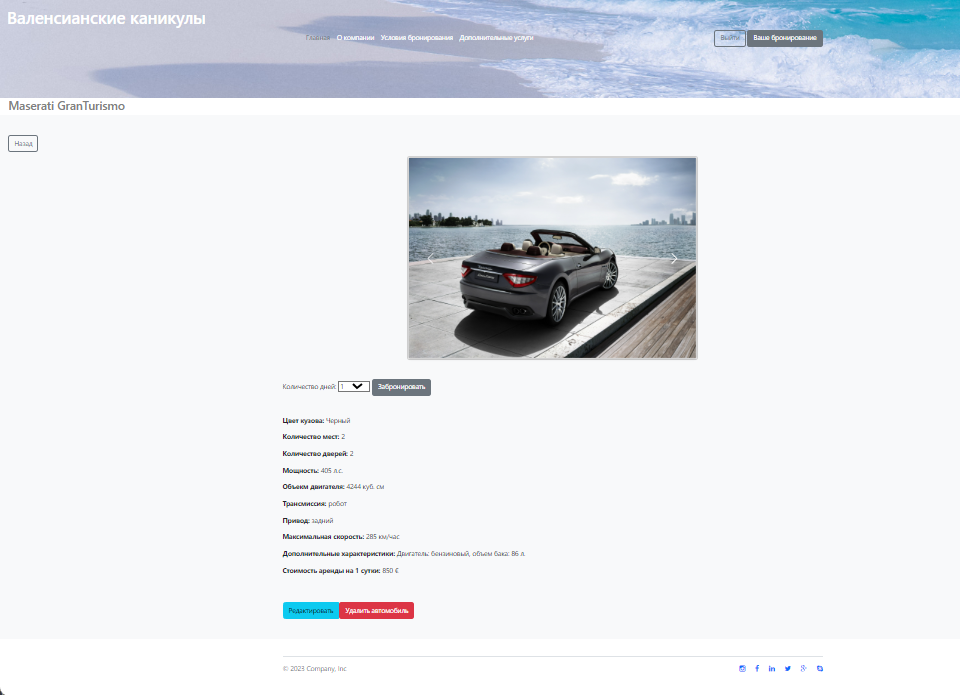 Валенсианские каникулы
Главная О компании Условия бронирования Дополнительные услуги Выйти Ваше бронирование
Maserati GranTurismo
Назад
Количество дней: 1 Забронировать
Цвет кузова: Черный
Количество мест: 2
Количество дверей: 2
Мощность: 405 л.с.
Объем двигателя: 4244 куб. см
Трансмиссия: робот
Привод: задний
Максимальная скорость: 285 км/час
Дополнительные характеристики: Двигатель: бензиновый, объем бака: 86 л.
Стоимость аренды на 1 сутки: 850 €
Редактировать Удалить автомобиль
© 2023 Company, Inc